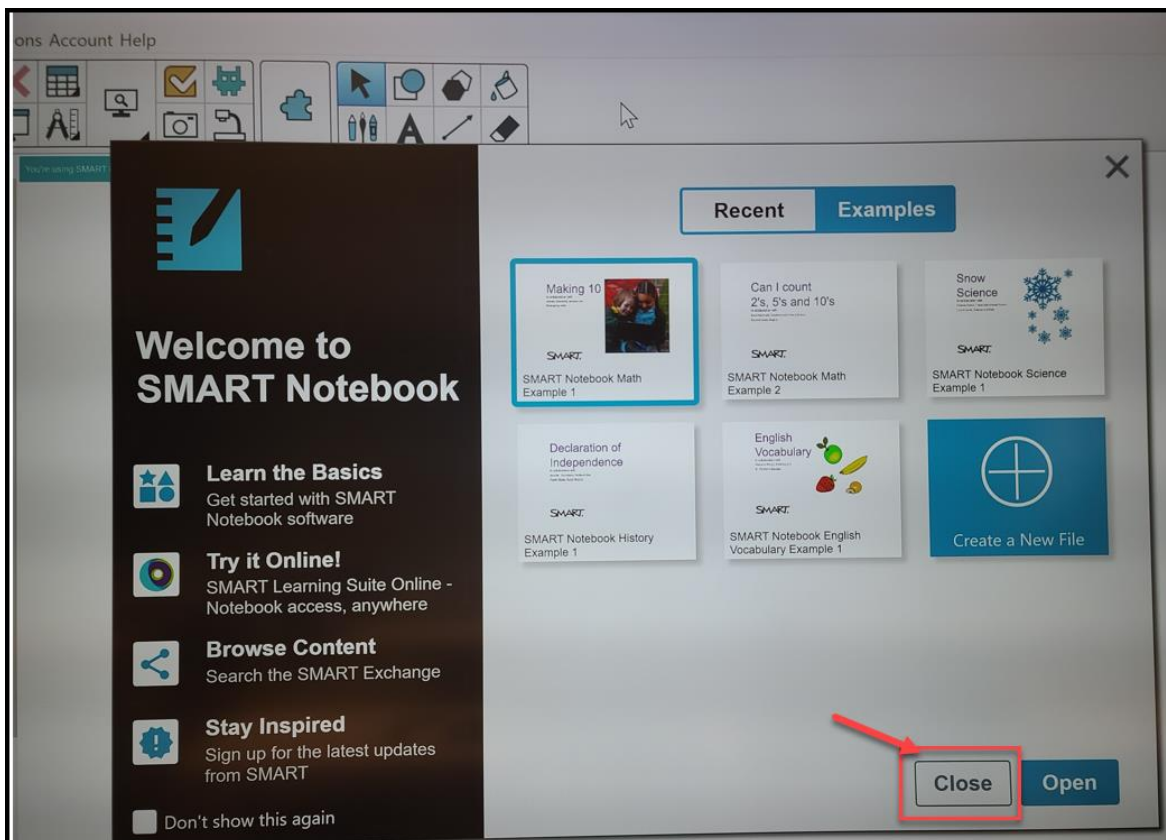 ons Account Help
You're using SMART
Welcome to
SMART Notebook
Learn the Basics
Get started with SMART
Notebook software
Try it Online!
SMART Learning Suite Online -
Notebook access, anywhere
Browse Content
Search the SMART Exchange
Stay Inspired
Sign up for the latest updates
from SMART
Don't show this again
Recent
Examples
Making 10
SMART.
SMART Notebook Math
Example 1
Can I count
2's, 5's and 10's
SMART.
SMART Notebook Math
Example 2
Snow
Science
SMART.
SMART Notebook Science
Example 1
Declaration of
Independence
SMART.
SMART Notebook History
Example 1
English
Vocabulary
SMART.
SMART Notebook English
Vocabulary Example 1
Create a New File
Close
Open